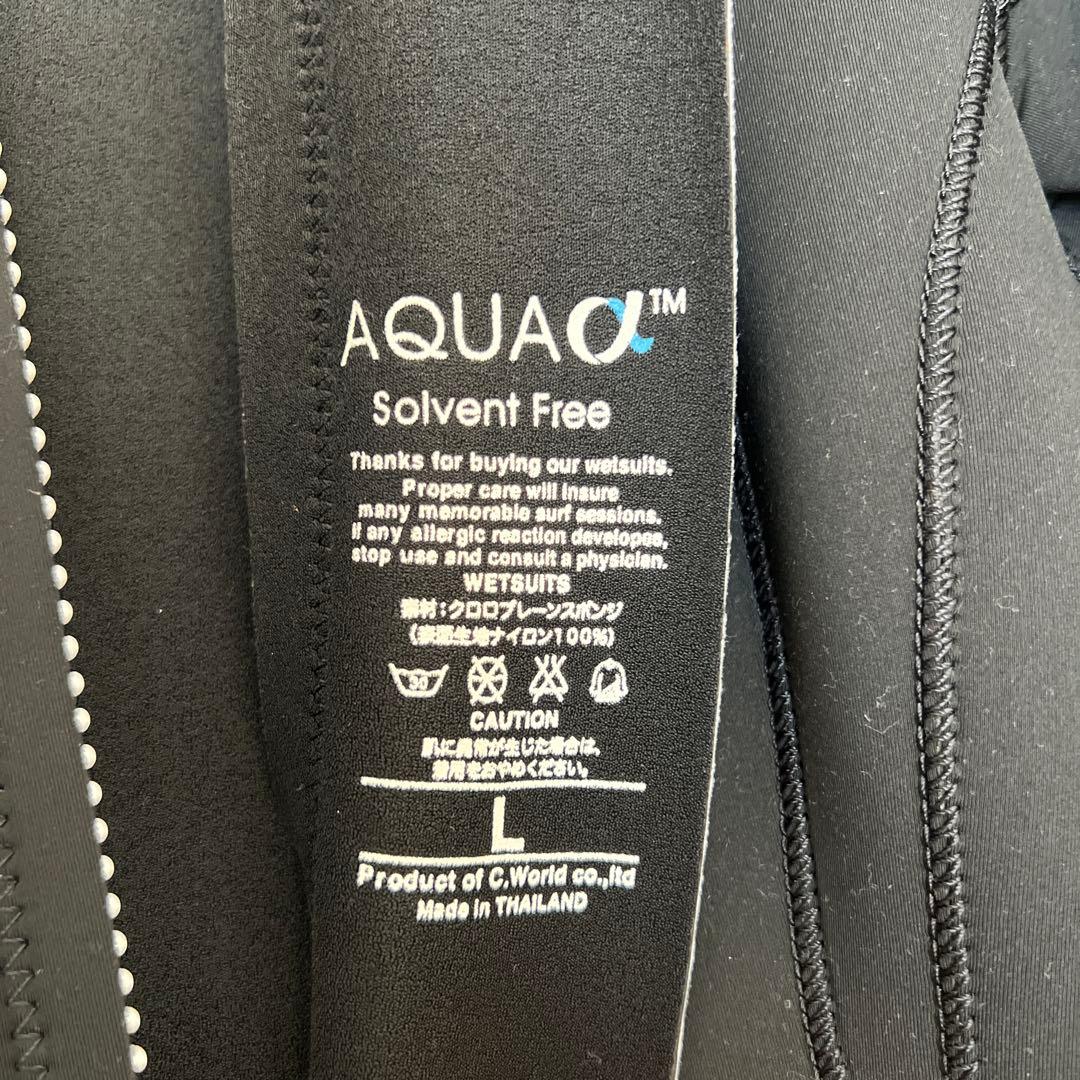 AQUAα™
Solvent Free
Thanks for buying our wetsuits.
Proper care will insure
many memorable surf sessions.
If any allergic reaction developes,
stop use and consult a physician.
WETSUITS
素材:クロロプレーンスポンジ
(表面生地ナイロン100%)
30
CAUTION
肌に異常が生じた場合は、
着用をおやめください。
L
Product of C.World co.,ltd
Made in THAILAND